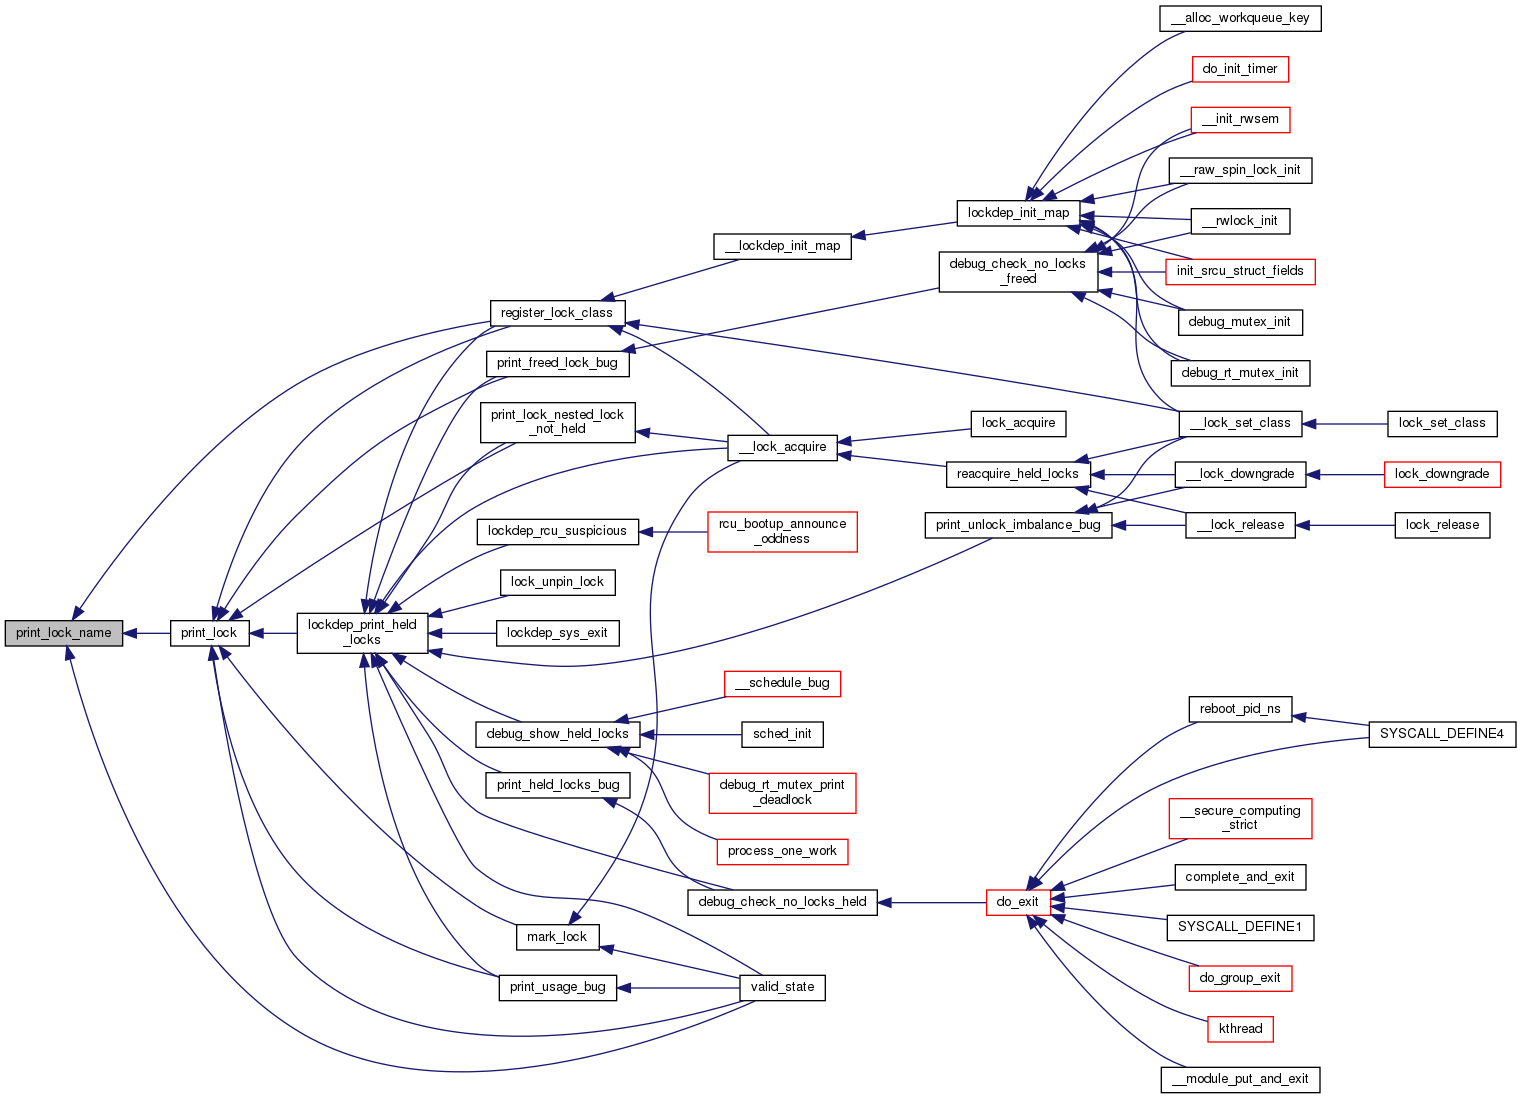 __alloc_workqueue_key
do_init_timer
__init_rwsem
__raw_spin_lock_init
lockdep_init_map
__rwlock_init
__lockdep_init_map
debug_check_no_locks
_freed
init_srcu_struct_fields
register_lock_class
debug_mutex_init
print_freed_lock_bug
debug_rt_mutex_init
print_lock_nested_lock
_not_held
lock_acquire
__lock_set_class
lock_set_class
__lock_acquire
reacquire_held_locks
__lock_downgrade
lock_downgrade
lockdep_rcu_suspicious
rcu_bootup_announce
_oddness
print_unlock_imbalance_bug
__lock_release
lock_release
lock_unpin_lock
print_lock_name
print_lock
lockdep_print_held
_locks
lockdep_sys_exit
__schedule_bug
reboot_pid_ns
debug_show_held_locks
sched_init
SYSCALL_DEFINE4
print_held_locks_bug
debug_rt_mutex_print
_deadlock
__secure_computing
_strict
process_one_work
complete_and_exit
debug_check_no_locks_held
do_exit
SYSCALL_DEFINE1
mark_lock
do_group_exit
print_usage_bug
valid_state
kthread
__module_put_and_exit